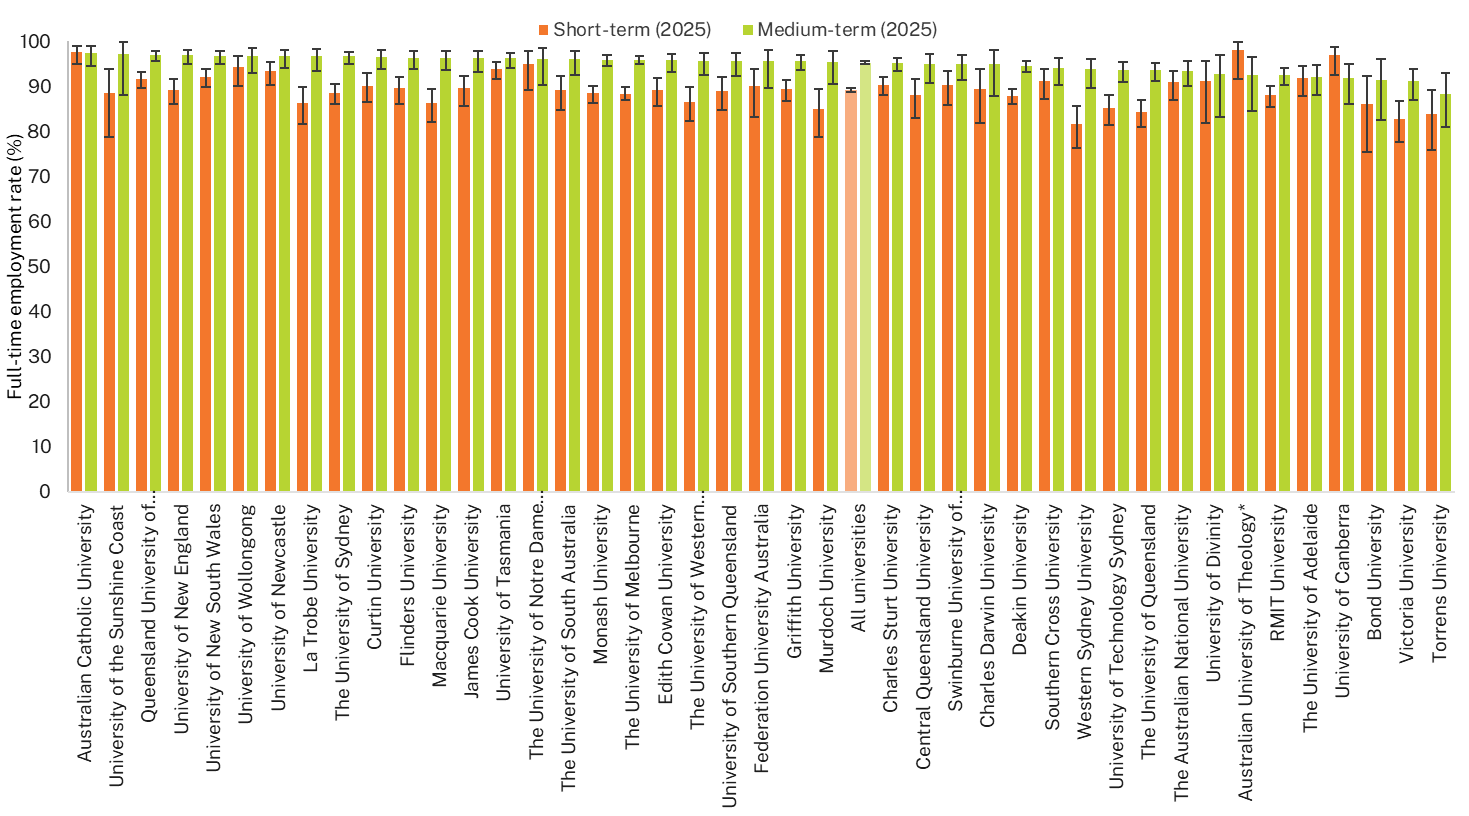 Short-term (2025) Medium-term (2025)
Full-time employment rate (%)
100
90
80
70
60
50
40
30
20
10
0
Australian Catholic University
University of the Sunshine Coast
Queensland University of...
University of New England
University of New South Wales
University of Wollongong
University of Newcastle
La Trobe University
The University of Sydney
Curtin University
Flinders University
Macquarie University
James Cook University
University of Tasmania
The University of Notre Dame...
The University of South Australia
Monash University
The University of Melbourne
Edith Cowan University
The University of Western...
University of Southern Queensland
Federation University Australia
Griffith University
Murdoch University
All universities
Charles Sturt University
Central Queensland University
Swinburne University of...
Charles Darwin University
Deakin University
Southern Cross University
Western Sydney University
University of Technology Sydney
The University of Queensland
The Australian National University
University of Divinity
Australian University of Theology*
RMIT University
The University of Adelaide
University of Canberra
Bond University
Victoria University
Torrens University